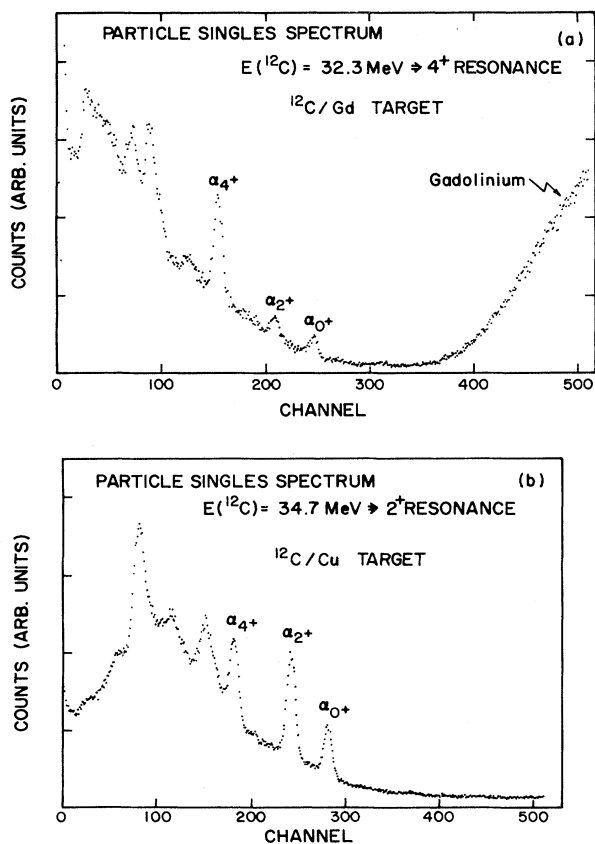 PARTICLE SINGLES SPECTRUM
(a)
E(¹²C) = 32.3 MeV ➔ 4⁺ RESONANCE
¹²C/Gd TARGET
COUNTS (ARB. UNITS)
α₄⁺
α₂⁺
α₀⁺
Gadolinium
0 100 200 300 400 500
CHANNEL
PARTICLE SINGLES SPECTRUM
(b)
E(¹²C) = 34.7 MeV ➔ 2⁺ RESONANCE
¹²C/Cu TARGET
COUNTS (ARB. UNITS)
α₄⁺
α₂⁺
α₀⁺
0 100 200 300 400 500
CHANNEL